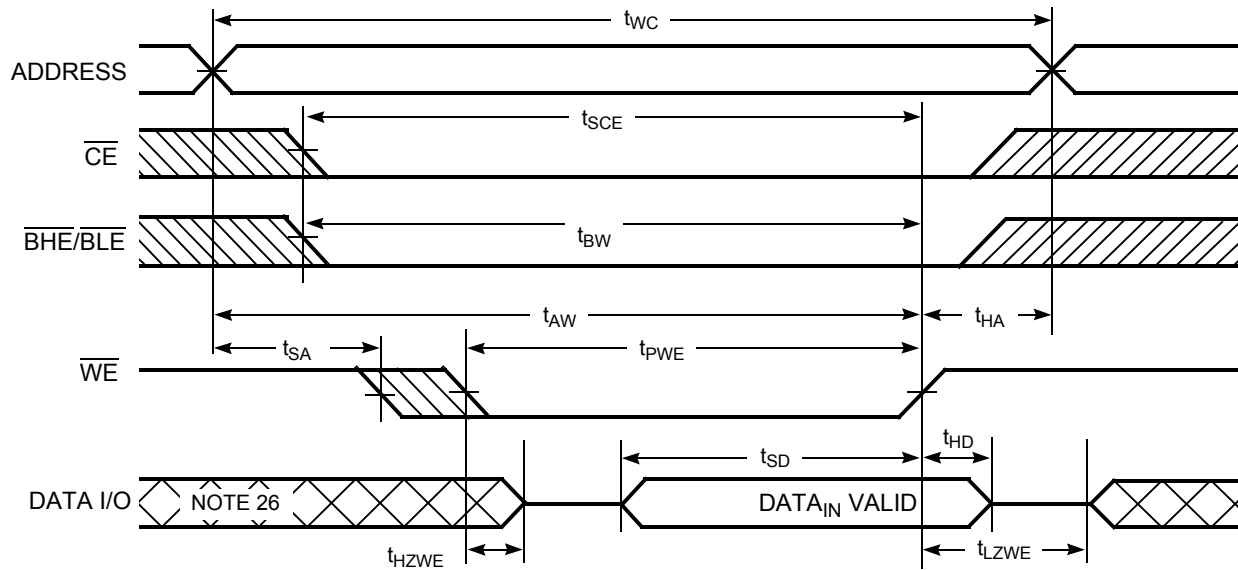 tWC
ADDRESS
tSCE
CE
tBW
BHE/BLE
tAW
tHA
tSA
tPWE
WE
tHD
tSD
DATA I/O
NOTE 26
DATAIN VALID
tHZWE
tLZWE